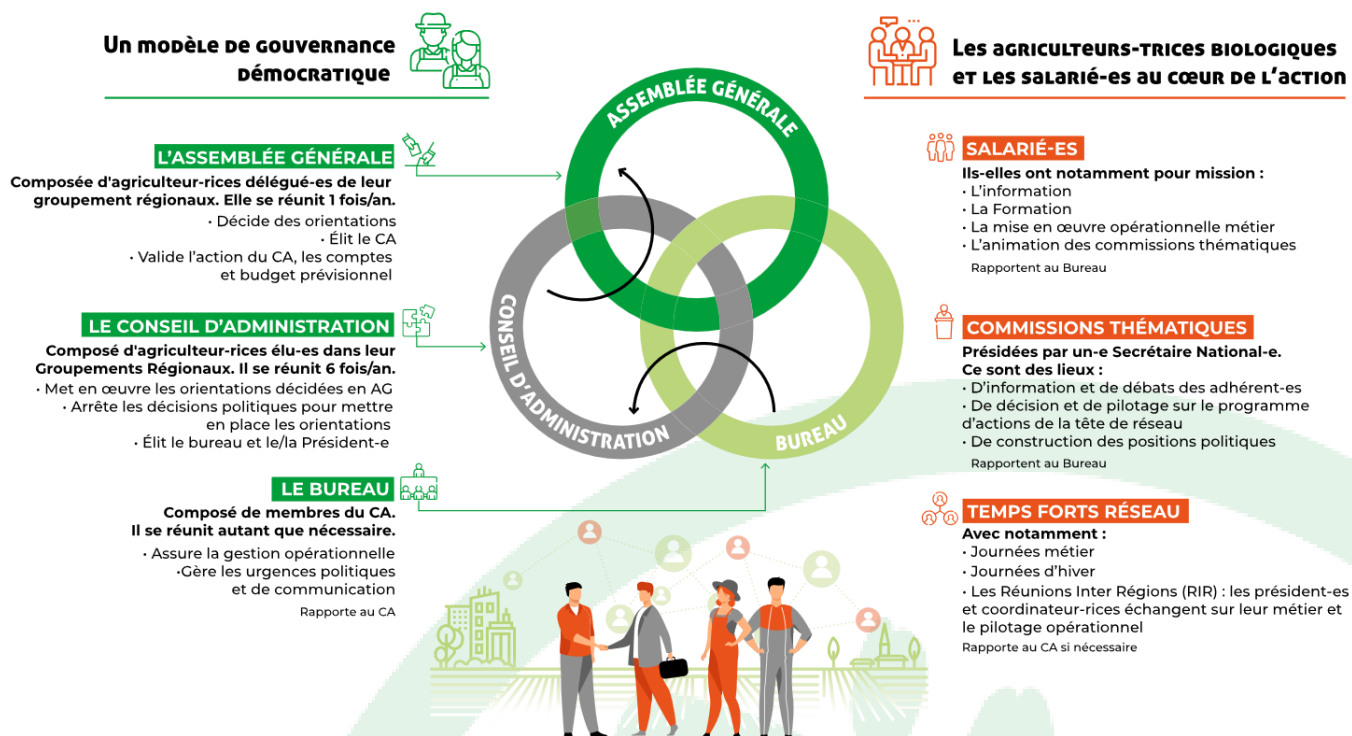 Un modèle de gouvernance
démocratique
L'ASSEMBLÉE GÉNÉRALE
Composée d'agriculteur-rices délégué-es de leur
groupement régionaux. Elle se réunit 1 fois/an.
• Décide des orientations
• Élit le CA
• Valide l'action du CA, les comptes
et budget prévisionnel
LE CONSEIL D'ADMINISTRATION
Composé d'agriculteur-rices élu-es dans leur
Groupements Régionaux. Il se réunit 6 fois/an.
• Met en œuvre les orientations décidées en AG
• Arrête les décisions politiques pour mettre
en place les orientations
• Élit le bureau et le/la Président-e
LE BUREAU
Composé de membres du CA.
Il se réunit autant que nécessaire.
• Assure la gestion opérationnelle
•Gère les urgences politiques
et de communication
Rapporte au CA
ASSEMBLÉE GÉNÉRALE
CONSEIL D'ADMINISTRATION
BUREAU
Les agriculteurs-trices biologiques
et les salarié-es au cœur de l'action
SALARIÉ-ES
Ils-elles ont notamment pour mission :
• L'information
• La Formation
• La mise en œuvre opérationnelle métier
• L'animation des commissions thématiques
Rapportent au Bureau
COMMISSIONS THÉMATIQUES
Présidées par un-e Secrétaire National-e.
Ce sont des lieux :
• D'information et de débats des adhérent-es
• De décision et de pilotage sur le programme
d'actions de la tête de réseau
• De construction des positions politiques
Rapportent au Bureau
TEMPS FORTS RÉSEAU
Avec notamment :
• Journées métier
• Journées d'hiver
• Les Réunions Inter Régions (RIR) : les président-es
et coordinateur-rices échangent sur leur métier et
le pilotage opérationnel
Rapporte au CA si nécessaire